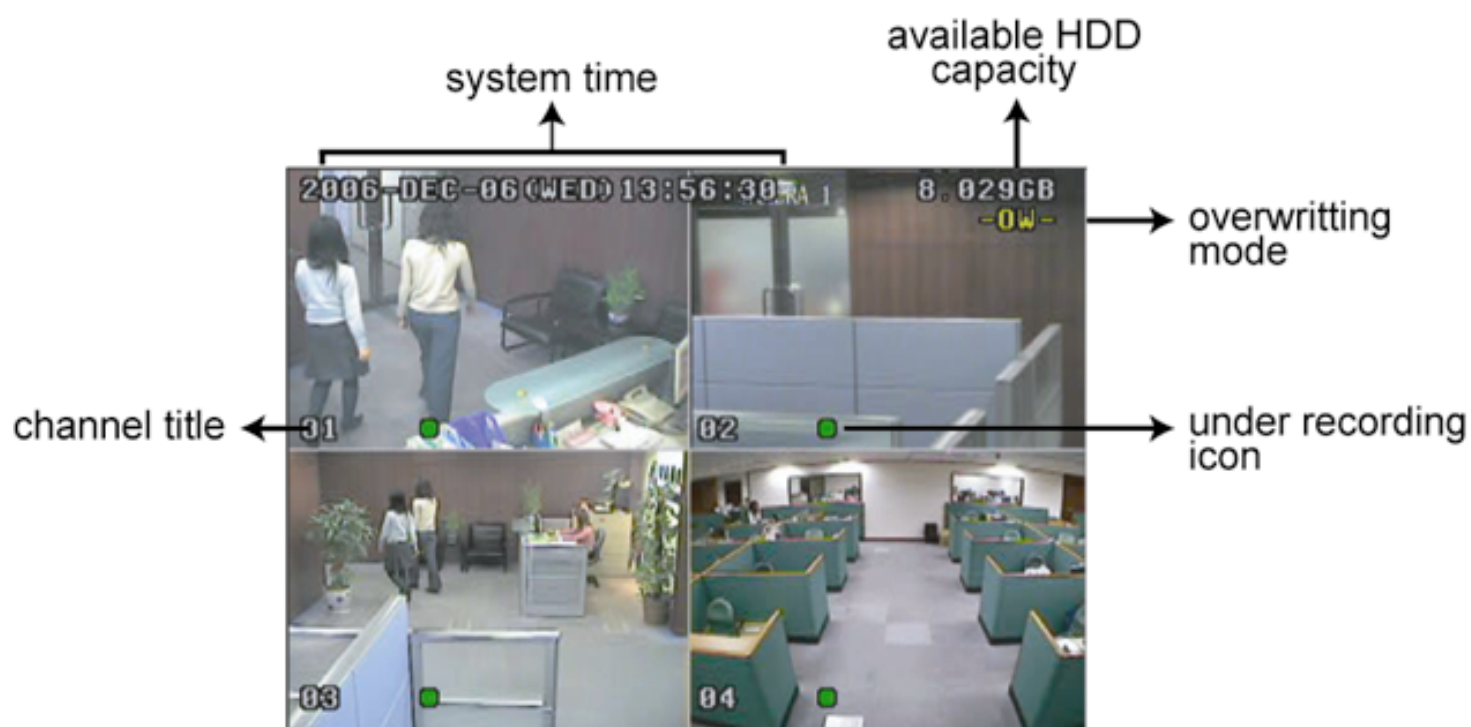 available HDD
capacity
system time
2006-DEC-06(WED)13:56:30
8.029GB
-OW-
overwritting
mode
channel title
01
02
under recording
icon
03
04